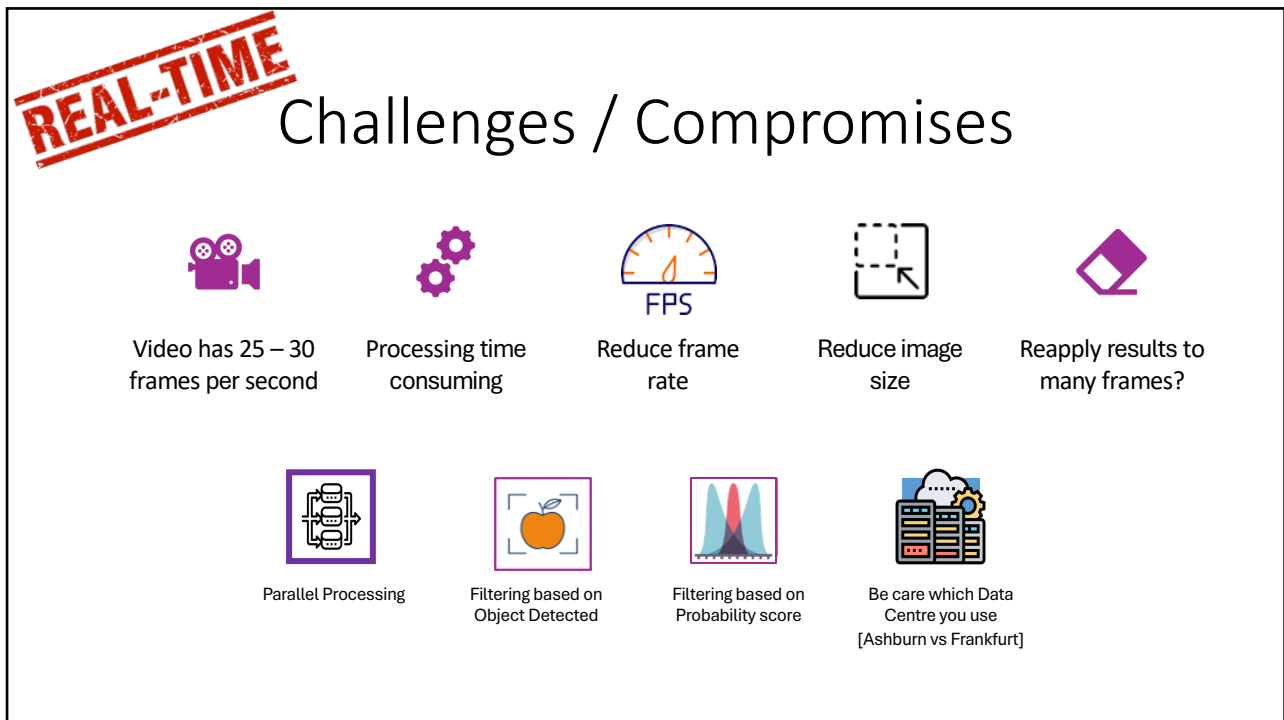 REAL-TIME
Challenges / Compromises
FPS
Video has 25 – 30
frames per second
Processing time
consuming
Reduce frame
rate
Reduce image
size
Reapply results to
many frames?
Parallel Processing
Filtering based on
Object Detected
Filtering based on
Probability score
Be care which Data
Centre you use
[Ashburn vs Frankfurt]